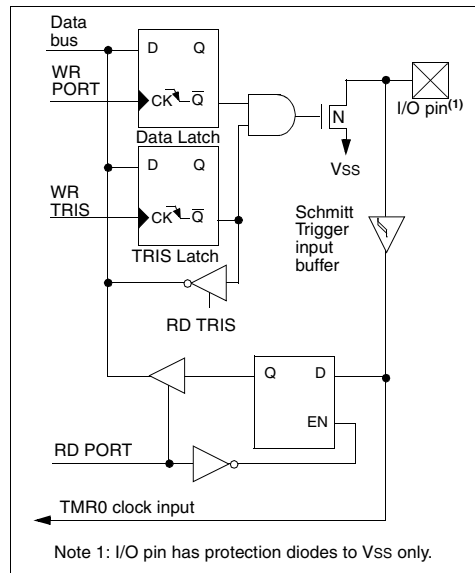 Data
bus
D Q
WR
PORT
CK Q
Data Latch
N
I/O pin(1)
VSS
D Q
WR
TRIS
CK Q
TRIS Latch
Schmitt
Trigger
input
buffer
RD TRIS
Q D
EN
RD PORT
TMR0 clock input
Note 1: I/O pin has protection diodes to VSS only.